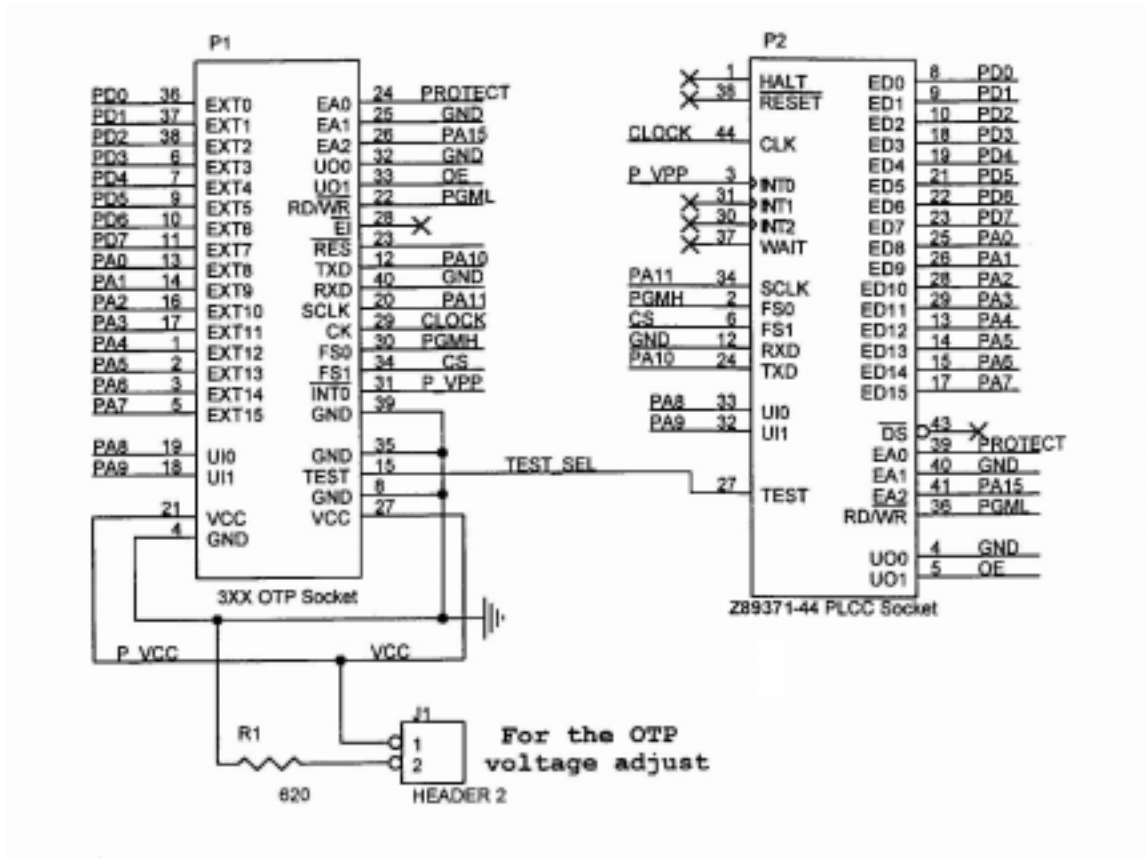 P1
PD0 36 EXT0 EA0 24 PROTECT
PD1 37 EXT1 EA1 25 GND
PD2 38 EXT2 EA2 26 PA15
PD3 6 EXT3 UO0 32 GND
PD4 7 EXT4 UO1 33 OE
PD5 9 EXT5 RD/WR 22 PGML
PD6 10 EXT6 EI 28
PD7 11 EXT7 RES 23
PA0 13 EXT8 TXD 12 PA10
PA1 14 EXT9 RXD 40 GND
PA2 16 EXT10 SCLK 20 PA11
PA3 17 EXT11 CK 29 CLOCK
PA4 1 EXT12 FS0 30 PGMH
PA5 2 EXT13 FS1 34 CS
PA6 3 EXT14 INT0 31 P_VPP
PA7 5 EXT15 GND 39
PA8 19 UI0 GND 35
PA9 18 UI1 TEST 15 TEST_SEL
GND 8
21 VCC VCC 27
4 GND
3XX OTP Socket
P_VCC VCC
R1
620
J1
1
2
HEADER 2
For the OTP
voltage adjust
P2
1 HALT ED0 8 PD0
38 RESET ED1 9 PD1
ED2 10 PD2
CLOCK 44 CLK ED3 18 PD3
ED4 19 PD4
P_VPP 3 INT0 ED5 21 PD5
31 INT1 ED6 22 PD6
30 INT2 ED7 23 PD7
37 WAIT ED8 25 PA0
ED9 26 PA1
PA11 34 SCLK ED10 28 PA2
PGMH 2 FS0 ED11 29 PA3
CS 6 FS1 ED12 13 PA4
GND 12 RXD ED13 14 PA5
PA10 24 TXD ED14 15 PA6
ED15 17 PA7
PA8 33 UI0
PA9 32 UI1 DS 43
EA0 39 PROTECT
EA1 40 GND
27 TEST EA2 41 PA15
RD/WR 36 PGML
UO0 4 GND
UO1 5 OE
Z89371-44 PLCC Socket